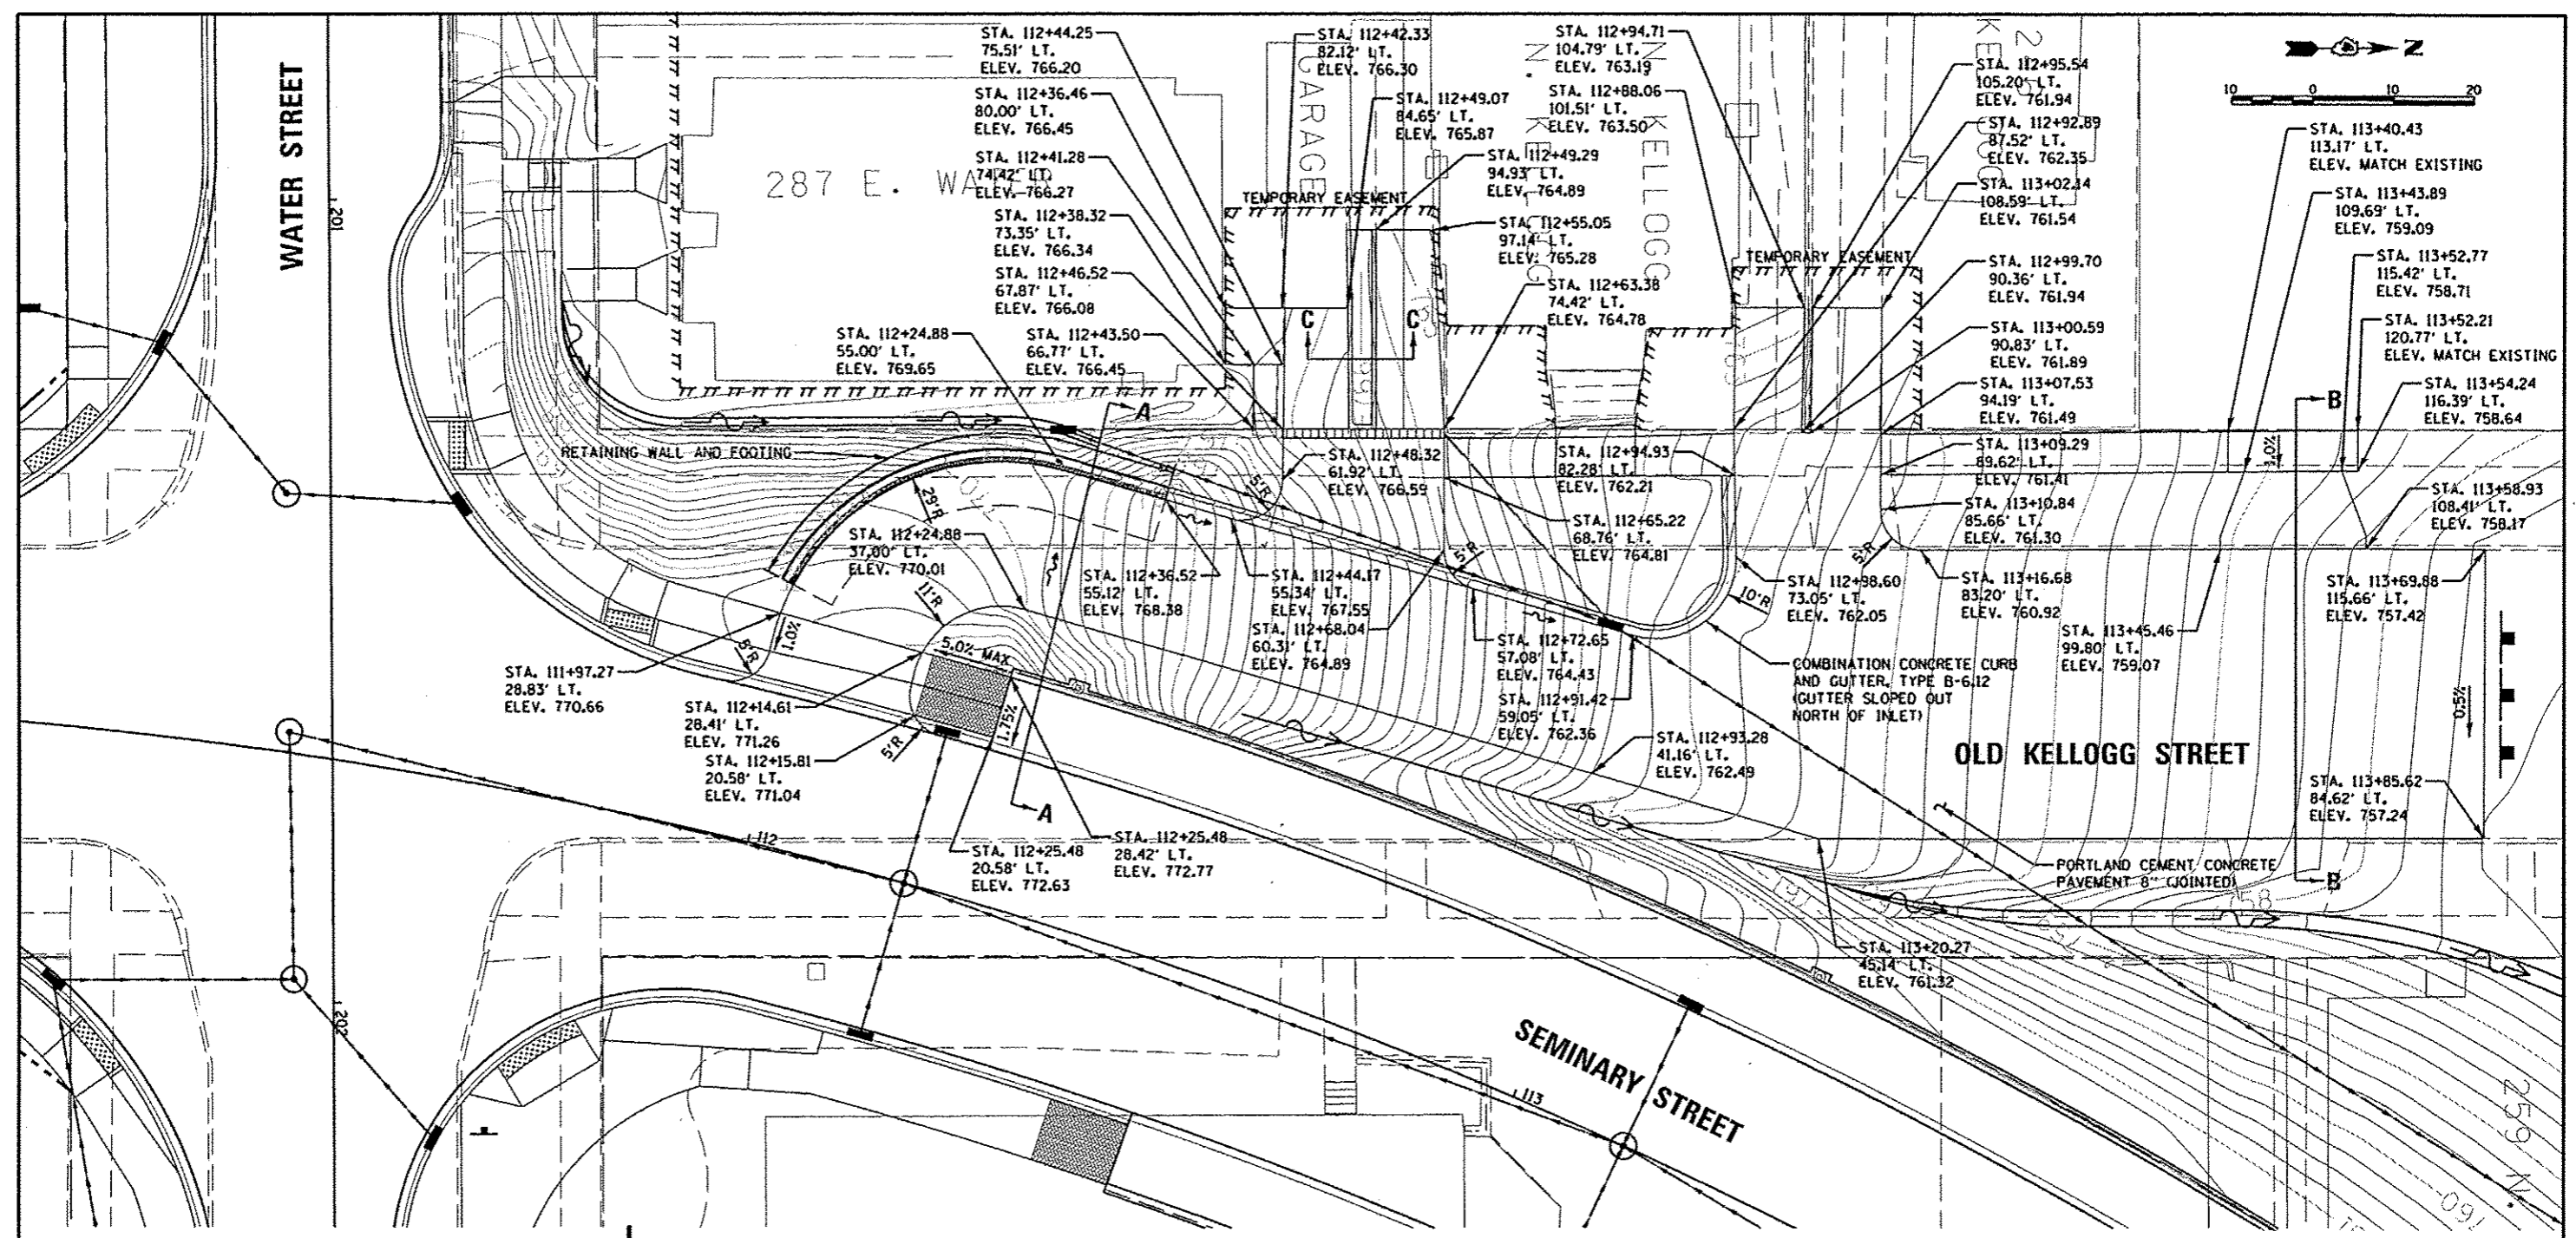 WATER STREET
201
202
287 E. WA
GARAGE
N. KELLOGG
STA. 112+44.25
75.51' LT.
ELEV. 766.20
STA. 112+36.46
80.00' LT.
ELEV. 766.45
STA. 112+41.28
74.42' LT.
ELEV. 766.27
STA. 112+38.32
73.35' LT.
ELEV. 766.34
STA. 112+46.52
67.87' LT.
ELEV. 766.08
STA. 112+43.50
66.77' LT.
ELEV. 766.45
STA. 112+24.88
55.00' LT.
ELEV. 769.65
STA. 112+42.33
82.12' LT.
ELEV. 766.30
STA. 112+49.07
84.65' LT.
ELEV. 765.87
STA. 112+49.29
94.93' LT.
ELEV. 764.89
TEMPORARY EASEMENT
STA. 112+55.05
97.14' LT.
ELEV. 765.28
STA. 112+63.38
74.42' LT.
ELEV. 764.78
STA. 112+94.71
104.79' LT.
ELEV. 763.19
STA. 112+88.06
101.51' LT.
ELEV. 763.50
STA. 112+95.54
105.20' LT.
ELEV. 761.94
STA. 112+92.89
87.52' LT.
ELEV. 762.35
STA. 113+02.14
108.59' LT.
ELEV. 761.54
TEMPORARY EASEMENT
STA. 112+99.70
90.36' LT.
ELEV. 761.94
STA. 113+00.59
90.83' LT.
ELEV. 761.89
STA. 113+07.53
94.19' LT.
ELEV. 761.49
STA. 113+09.29
89.62' LT.
ELEV. 761.41
STA. 113+10.84
85.66' LT.
ELEV. 761.30
N
10 0 10 20
STA. 113+40.43
113.17' LT.
ELEV. MATCH EXISTING
STA. 113+43.89
109.69' LT.
ELEV. 759.09
STA. 113+52.77
115.42' LT.
ELEV. 758.71
STA. 113+52.21
120.77' LT.
ELEV. MATCH EXISTING
STA. 113+54.24
116.39' LT.
ELEV. 758.64
STA. 113+58.93
108.41' LT.
ELEV. 758.17
STA. 113+69.88
115.66' LT.
ELEV. 757.42
C C
A
B
RETAINING WALL AND FOOTING
29'R
STA. 112+24.88
37.00' LT.
ELEV. 770.01
11'R
5'R
1.0%
5.0% MAX
1.75%
5'R
STA. 112+48.32
61.92' LT.
ELEV. 766.59
5'R
STA. 112+94.93
82.28' LT.
ELEV. 762.21
STA. 112+65.22
68.76' LT.
ELEV. 764.81
5'R
STA. 112+36.52
55.12' LT.
ELEV. 768.38
STA. 112+44.17
55.34' LT.
ELEV. 767.55
STA. 112+68.04
60.31' LT.
ELEV. 764.89
STA. 112+72.65
57.08' LT.
ELEV. 764.43
STA. 112+91.42
59.05' LT.
ELEV. 762.36
STA. 112+98.60
73.05' LT.
ELEV. 762.05
10'R
5'R
STA. 113+16.68
83.20' LT.
ELEV. 760.92
STA. 113+45.46
99.80' LT.
ELEV. 759.07
STA. 111+97.27
28.83' LT.
ELEV. 770.66
STA. 112+14.61
28.41' LT.
ELEV. 771.26
STA. 112+15.81
20.58' LT.
ELEV. 771.04
COMBINATION CONCRETE CURB
AND GUTTER, TYPE B-6.12
(GUTTER SLOPED OUT
NORTH OF INLET)
STA. 112+93.28
41.16' LT.
ELEV. 762.49
OLD KELLOGG STREET
0.5%
STA. 113+85.62
84.62' LT.
ELEV. 757.24
A
STA. 112+25.48
20.58' LT.
ELEV. 772.63
STA. 112+25.48
28.42' LT.
ELEV. 772.77
112
PORTLAND CEMENT CONCRETE
PAVEMENT 8" (JOINTED)
B
STA. 113+20.27
45.14' LT.
ELEV. 761.32
SEMINARY STREET
113
259 N.
760